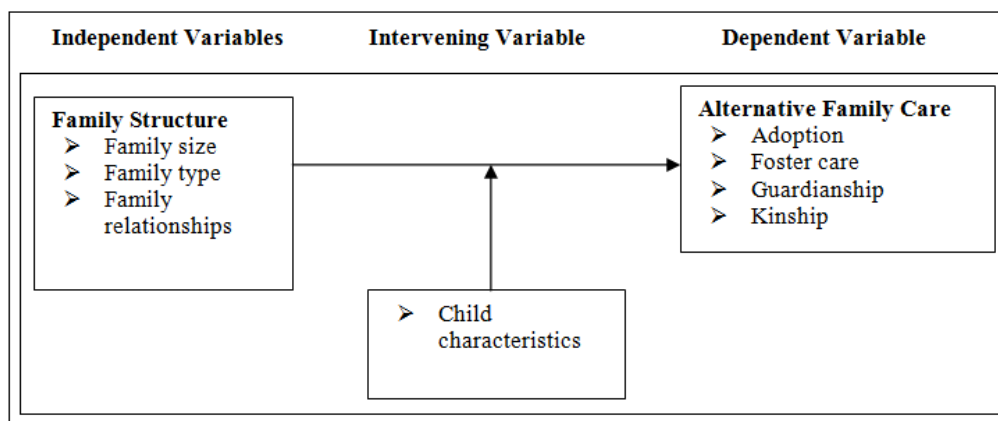 Independent Variables
Intervening Variable
Dependent Variable
Family Structure
➢ Family size
➢ Family type
➢ Family
relationships
Alternative Family Care
➢ Adoption
➢ Foster care
➢ Guardianship
➢ Kinship
➢ Child
characteristics